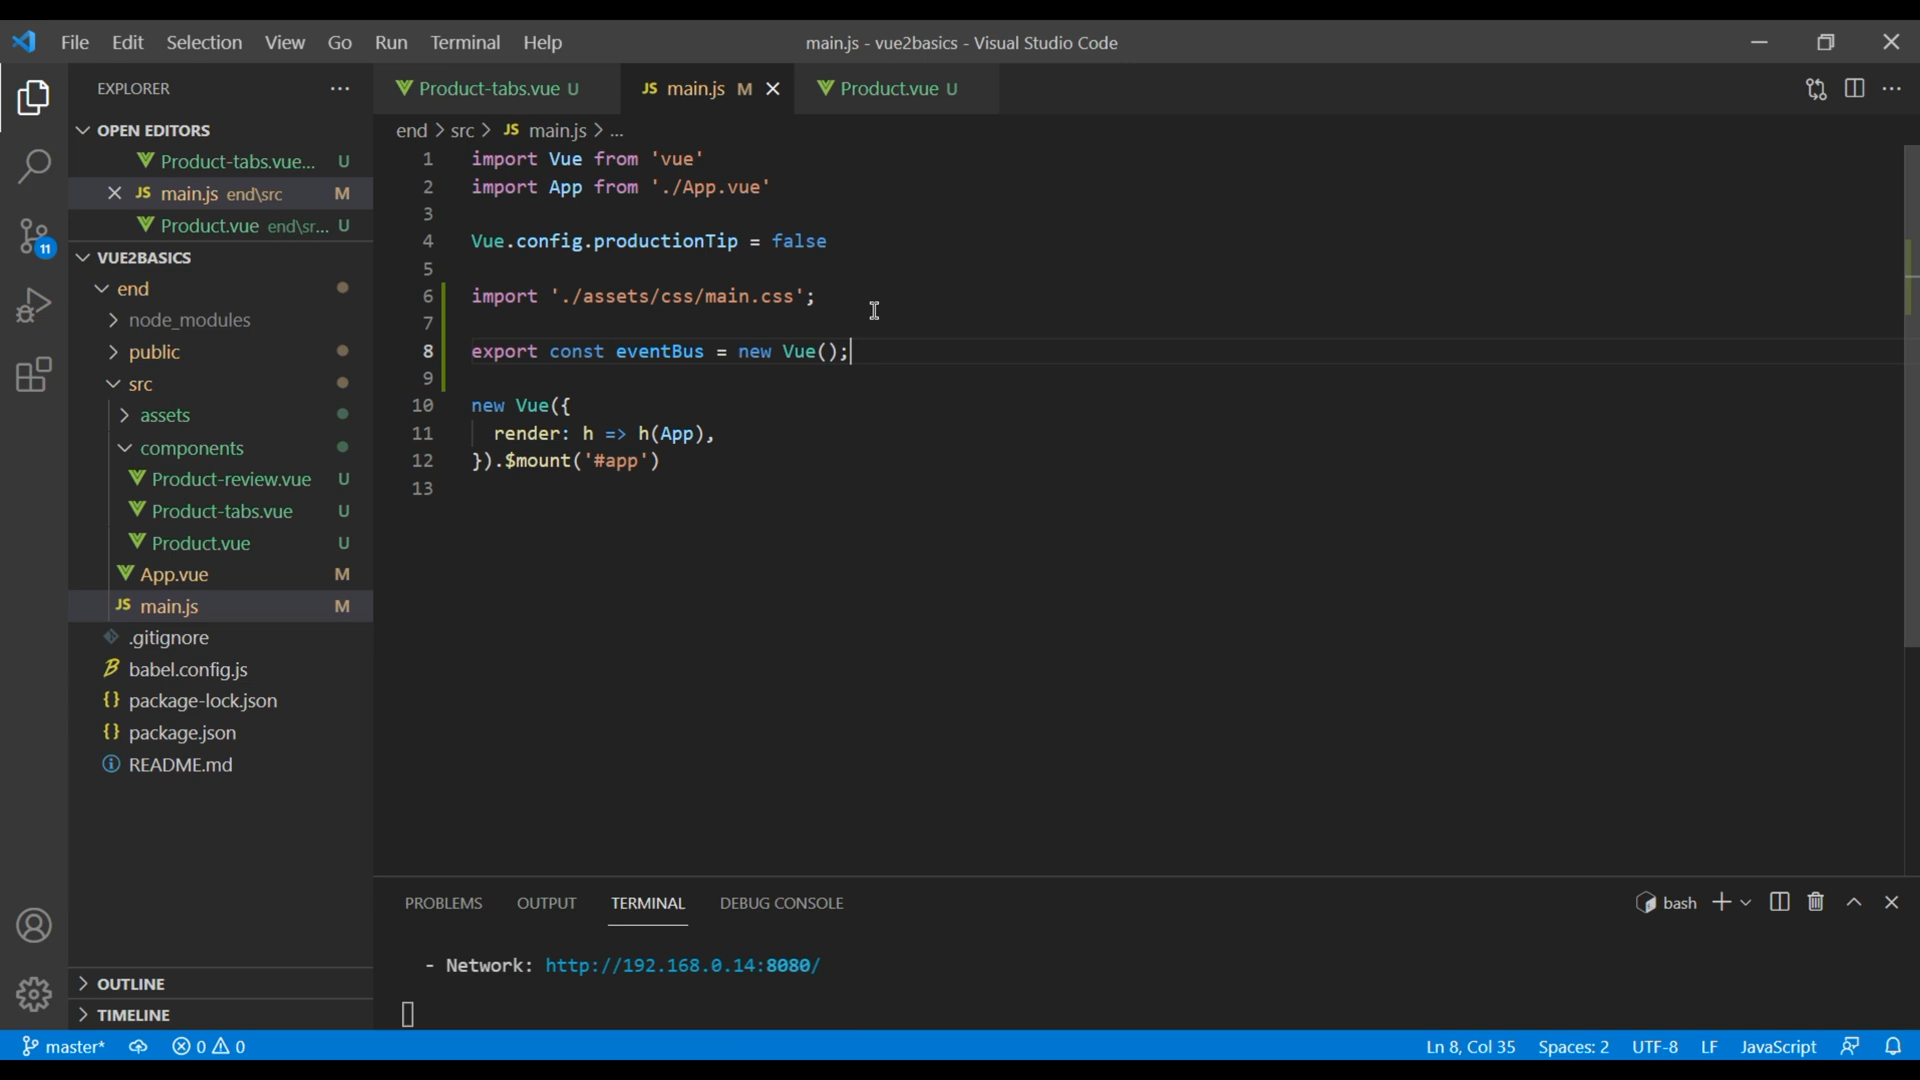 File Edit Selection View Go Run Terminal Help
main.js - vue2basics - Visual Studio Code
EXPLORER
OPEN EDITORS
Product-tabs.vue... U
JS main.js end\src M
Product.vue end\sr... U
VUE2BASICS
end
node_modules
public
src
assets
components
Product-review.vue U
Product-tabs.vue U
Product.vue U
App.vue M
JS main.js M
.gitignore
babel.config.js
{} package-lock.json
{} package.json
README.md
OUTLINE
TIMELINE
11
Product-tabs.vue U
JS main.js M
Product.vue U
end > src > JS main.js > ...
1 import Vue from 'vue'
2 import App from './App.vue'
3
4 Vue.config.productionTip = false
5
6 import './assets/css/main.css';
7
8 export const eventBus = new Vue();
9
10 new Vue({
11 render: h => h(App),
12 }).$mount('#app')
13
PROBLEMS OUTPUT TERMINAL DEBUG CONSOLE
bash
- Network: http://192.168.0.14:8080/
master* 0 0
Ln 8, Col 35 Spaces: 2 UTF-8 LF JavaScript